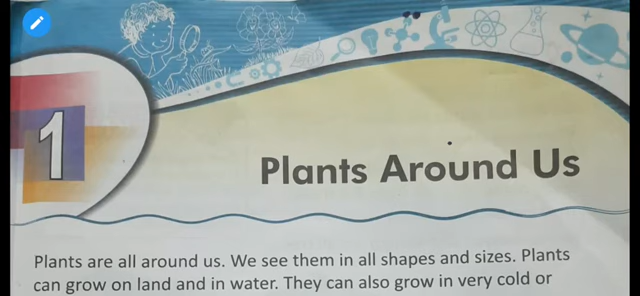 1
Plants Around Us
Plants are all around us. We see them in all shapes and sizes. Plants
can grow on land and in water. They can also grow in very cold or